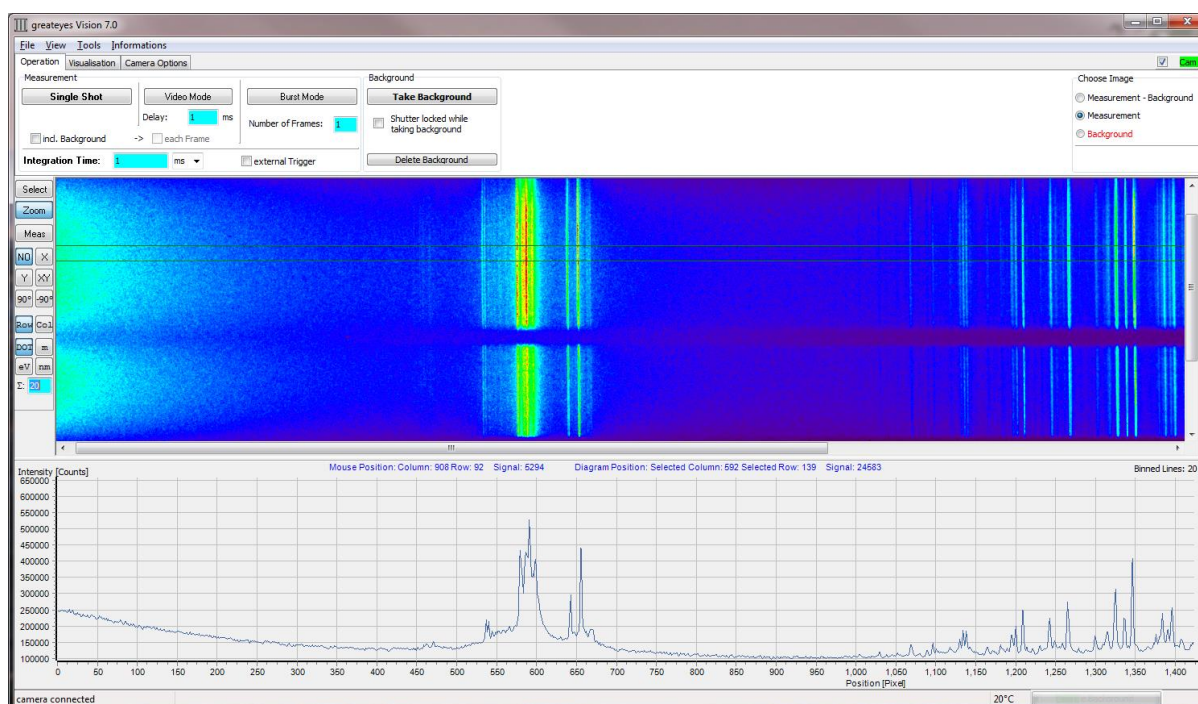 greateyes Vision 7.0
File View Tools Informations
Operation Visualisation Camera Options
Cam
Measurement
Single Shot Video Mode Burst Mode
Delay: 1 ms
Number of Frames: 1
incl. Background -> each Frame
Integration Time: 1 ms external Trigger
Background
Take Background
Shutter locked while
taking background
Delete Background
Choose Image
Measurement - Background
Measurement
Background
Select
Zoom
Meas
NO X
Y XY
90° -90°
Row Col
DOT m
eV nm
Σ: 20
Intensity [Counts]
Mouse Position: Column: 908 Row: 92 Signal: 5294 Diagram Position: Selected Column: 592 Selected Row: 139 Signal: 24683
Binned Lines: 20
650000
600000
550000
500000
450000
400000
350000
300000
250000
200000
150000
100000
0 50 100 150 200 250 300 350 400 450 500 550 600 650 700 750 800 850 900 950 1,000 1,050 1,100 1,150 1,200 1,250 1,300 1,350 1,400
Position [Pixel]
camera connected
20°C